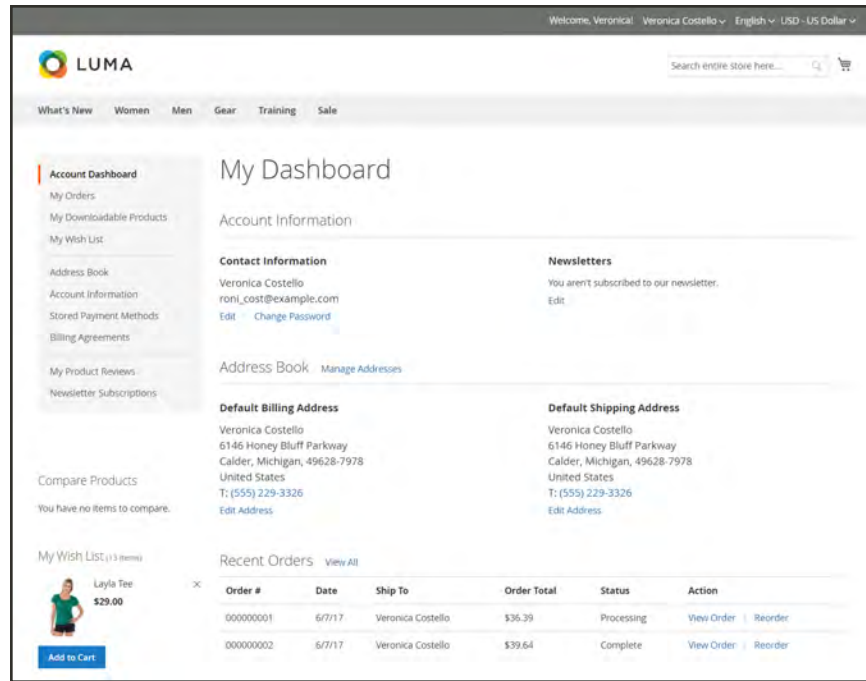 Welcome, Veronica! Veronica Costello English USD - US Dollar
LUMA
Search entire store here...
What's New Women Men Gear Training Sale
Account Dashboard
My Orders
My Downloadable Products
My Wish List
Address Book
Account Information
Stored Payment Methods
Billing Agreements
My Product Reviews
Newsletter Subscriptions
Compare Products
You have no items to compare.
My Wish List (13 items)
Layla Tee
$29.00
Add to Cart
My Dashboard
Account Information
Contact Information
Veronica Costello
roni_cost@example.com
Edit Change Password
Newsletters
You aren't subscribed to our newsletter.
Edit
Address Book Manage Addresses
Default Billing Address
Veronica Costello
6146 Honey Bluff Parkway
Calder, Michigan, 49628-7978
United States
T: (555) 229-3326
Edit Address
Default Shipping Address
Veronica Costello
6146 Honey Bluff Parkway
Calder, Michigan, 49628-7978
United States
T: (555) 229-3326
Edit Address
Recent Orders View All
Order # Date Ship To Order Total Status Action
000000001 6/7/17 Veronica Costello $36.39 Processing View Order | Reorder
000000002 6/7/17 Veronica Costello $39.64 Complete View Order | Reorder